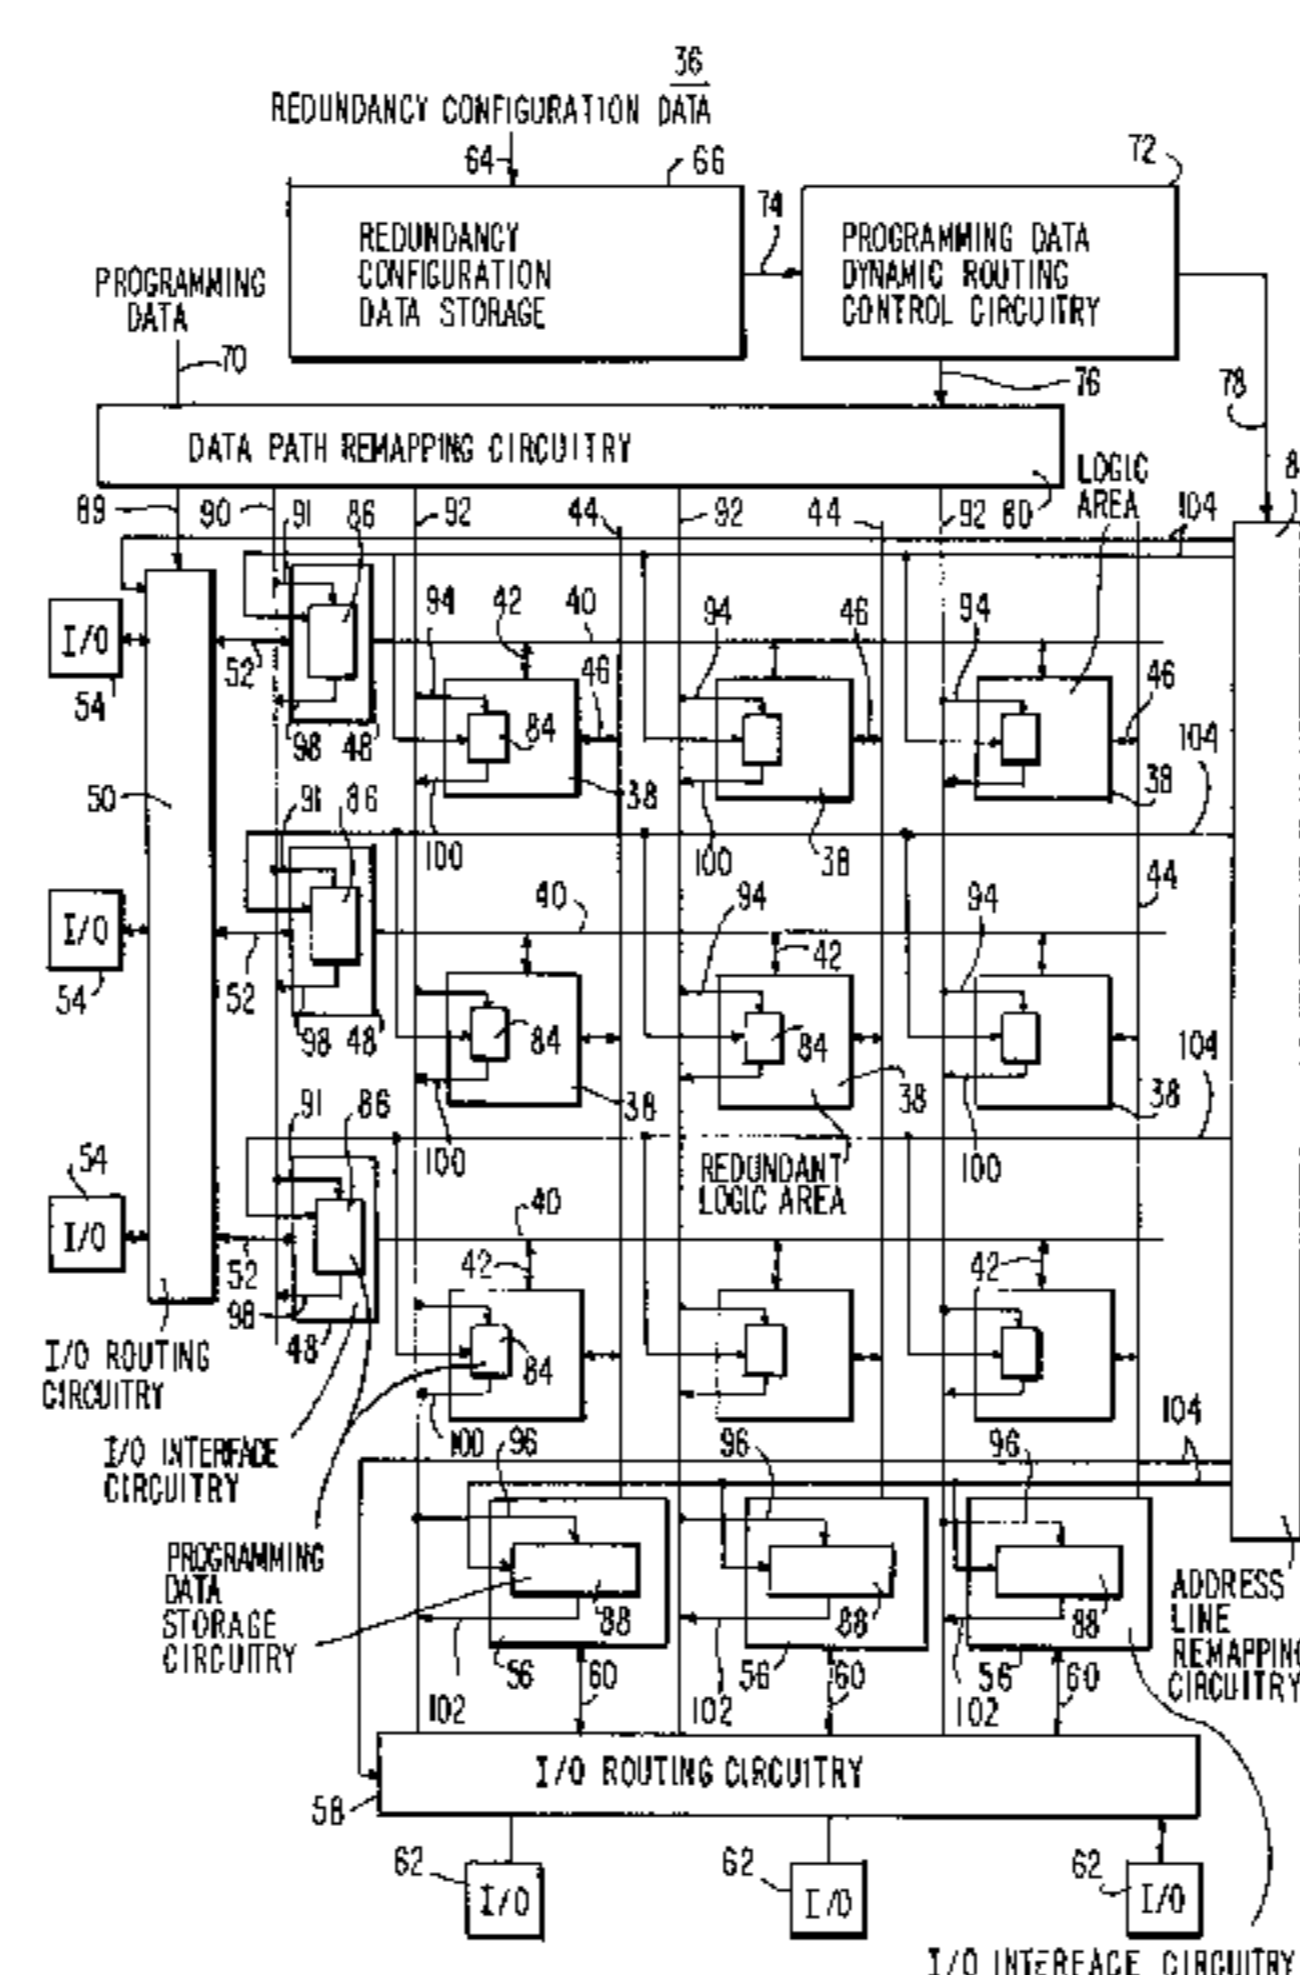 36
REDUNDANCY CONFIGURATION DATA
64
66
72
REDUNDANCY
CONFIGURATION
DATA STORAGE
74
PROGRAMMING DATA
DYNAMIC ROUTING
CONTROL CIRCUITRY
PROGRAMMING
DATA
70
76
78
DATA PATH REMAPPING CIRCUITRY
LOGIC
AREA
89
90
91
86
92
44
92
44
92
80
104
I/O
54
52
98
48
94
42
40
46
84
38
100
94
46
38
100
94
46
38
104
50
91
86
44
I/O
54
52
98
48
40
84
38
100
94
42
84
38
94
38
100
104
REDUNDANT
LOGIC AREA
91
86
54
I/O
52
98
48
40
42
84
100
42
I/O ROUTING
CIRCUITRY
I/O INTERFACE
CIRCUITRY
PROGRAMMING
DATA
STORAGE
CIRCUITRY
96
96
96
104
88
56
60
102
88
56
60
102
88
56
60
102
ADDRESS
LINE
REMAPPING
CIRCUITRY
I/O ROUTING CIRCUITRY
58
62
I/O
62
I/O
62
I/O
I/O INTERFACE CIRCUITRY